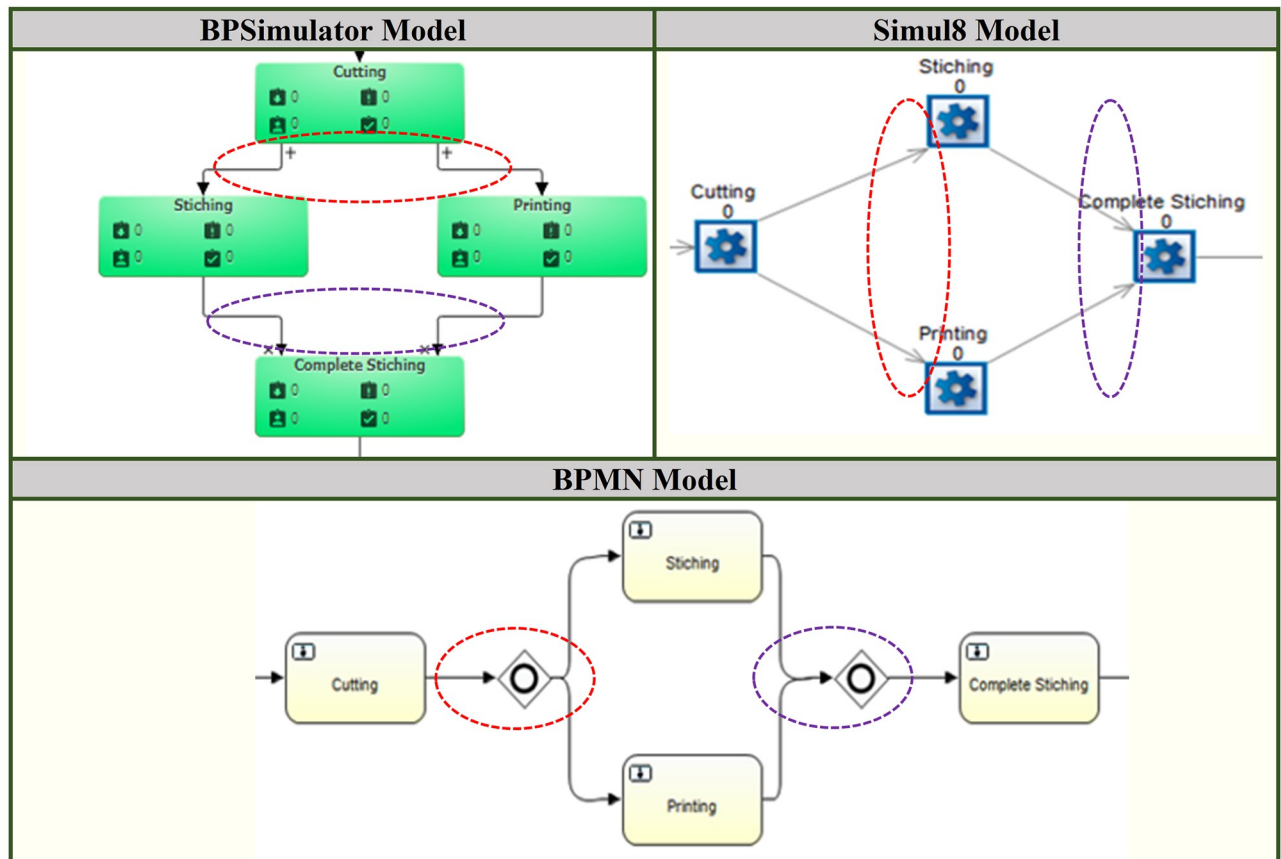 BPSimulator Model
Simul8 Model
Cutting
0 0
0 0
+ +
Stiching
0 0
0 0
Printing
0 0
0 0
× ×
Complete Stiching
0 0
0 0
Stiching
0
Cutting
0
Complete Stiching
0
Printing
0
BPMN Model
Stiching
Cutting
Complete Stiching
Printing